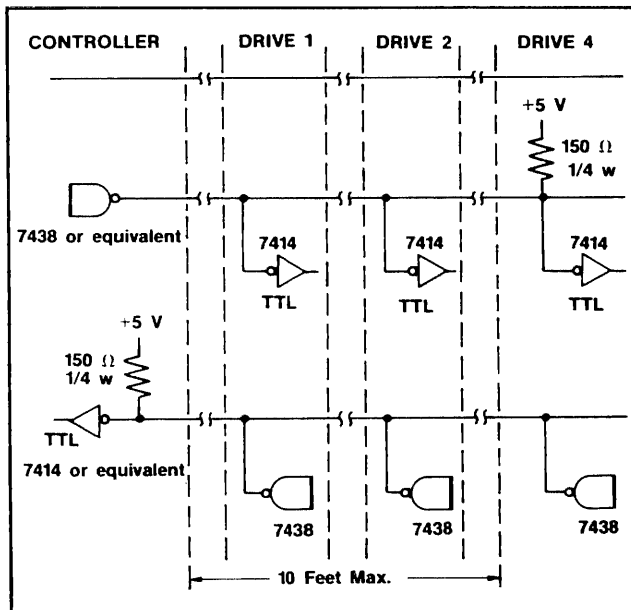 CONTROLLER
DRIVE 1
DRIVE 2
DRIVE 4
+5 V
150 Ω
1/4 w
7438 or equivalent
7414
TTL
7414
TTL
7414
TTL
+5 V
150 Ω
1/4 w
TTL
7414 or equivalent
7438
7438
7438
10 Feet Max.